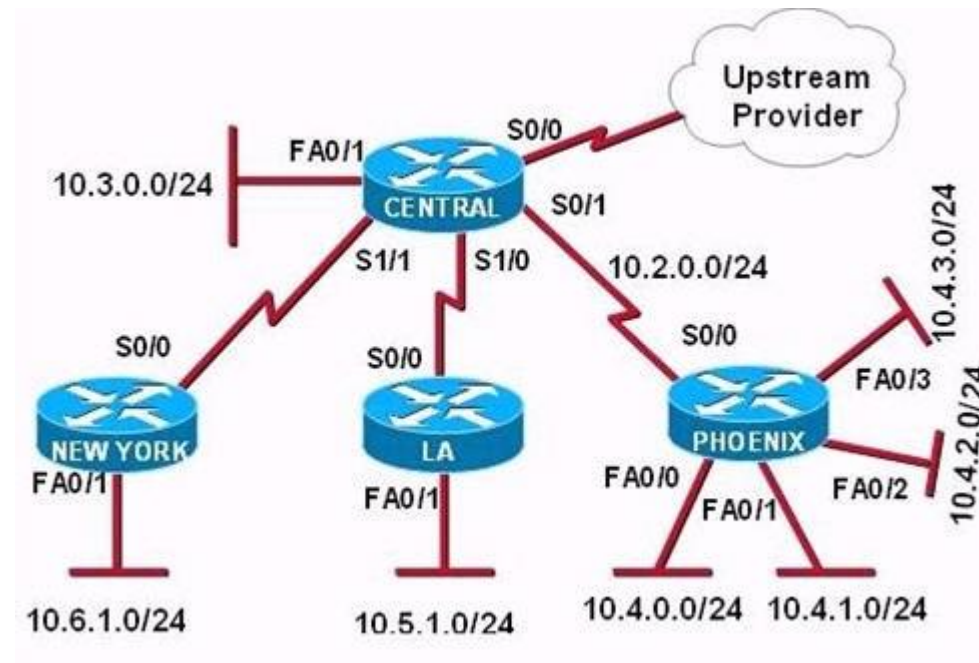 Upstream
Provider
S0/0
FA0/1
10.3.0.0/24
CENTRAL
S0/1
S1/1
S1/0
10.2.0.0/24
10.4.3.0/24
S0/0
S0/0
S0/0
FA0/3
NEW YORK
LA
PHOENIX
10.4.2.0/24
FA0/1
FA0/1
FA0/0
FA0/1
FA0/2
10.6.1.0/24
10.5.1.0/24
10.4.0.0/24
10.4.1.0/24